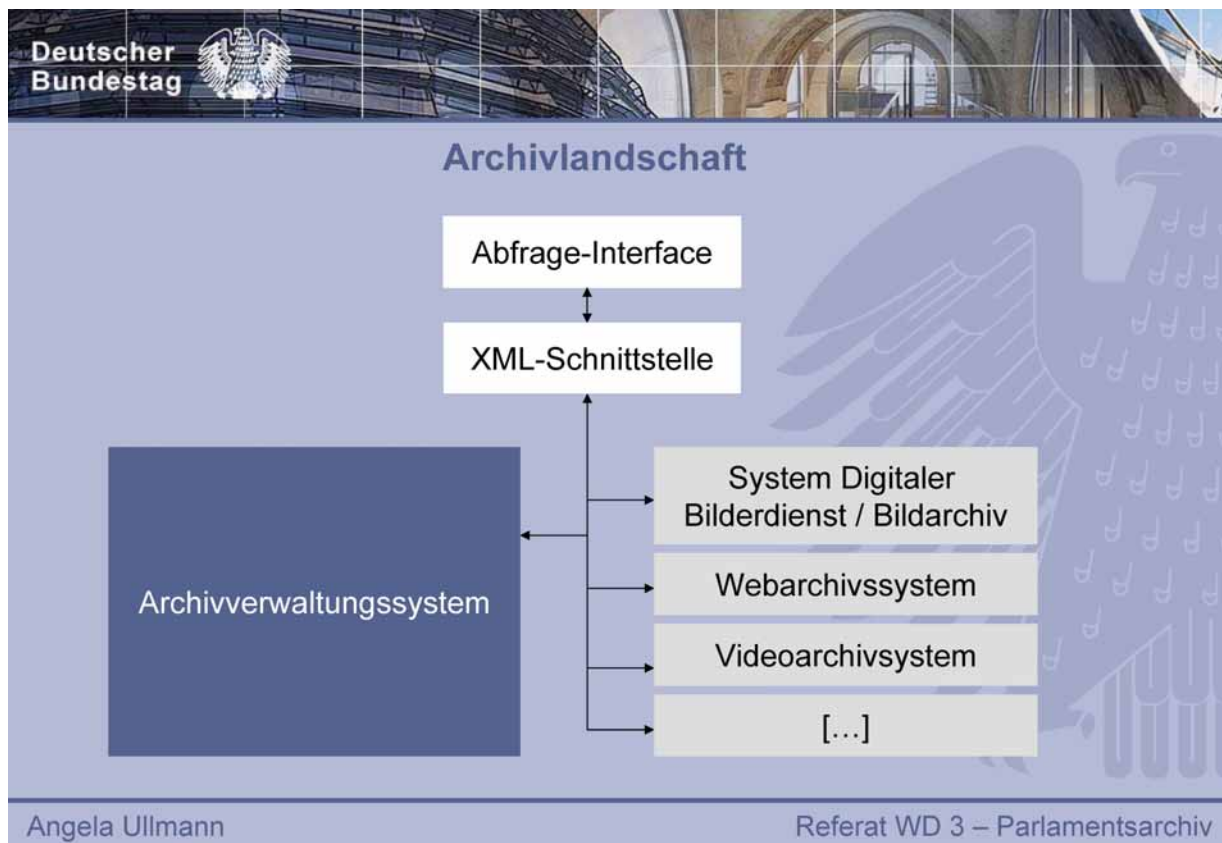 Deutscher
Bundestag
Archivlandschaft
Abfrage-Interface
XML-Schnittstelle
Archivverwaltungssystem
System Digitaler
Bilderdienst / Bildarchiv
Webarchivssystem
Videoarchivsystem
[…]
Angela Ullmann
Referat WD 3 – Parlamentsarchiv